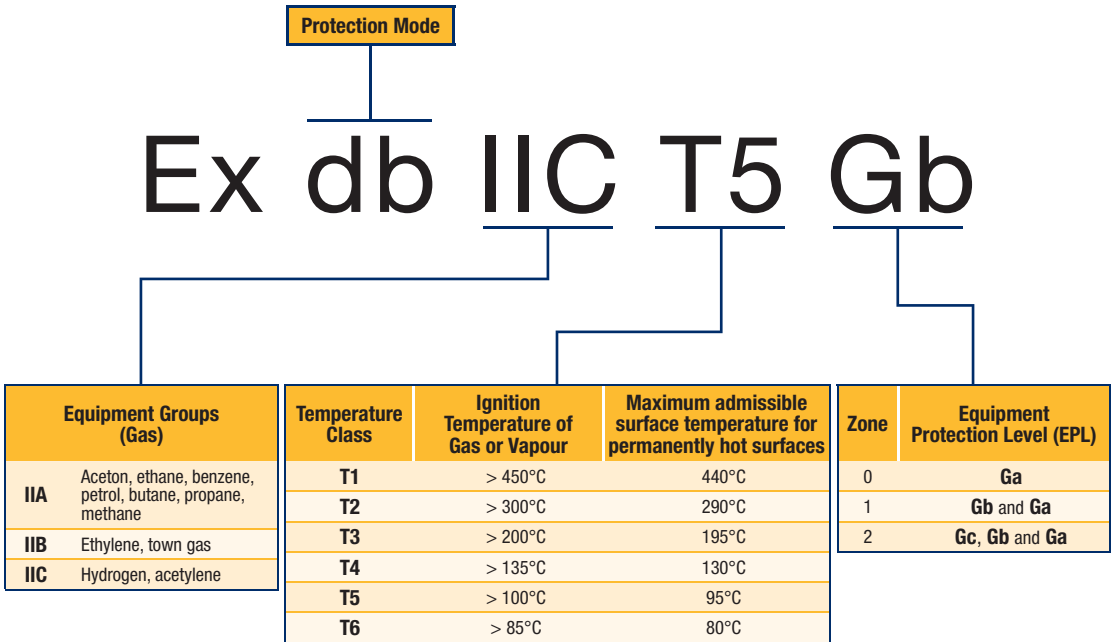 Protection Mode
Ex db IIC T5 Gb
Equipment Groups
(Gas)
IIA Aceton, ethane, benzene,
petrol, butane, propane,
methane
IIB Ethylene, town gas
IIC Hydrogen, acetylene
Temperature
Class
Ignition
Temperature of
Gas or Vapour
Maximum admissible
surface temperature for
permanently hot surfaces
T1 > 450°C 440°C
T2 > 300°C 290°C
T3 > 200°C 195°C
T4 > 135°C 130°C
T5 > 100°C 95°C
T6 > 85°C 80°C
Zone
Equipment
Protection Level (EPL)
0 Ga
1 Gb and Ga
2 Gc, Gb and Ga